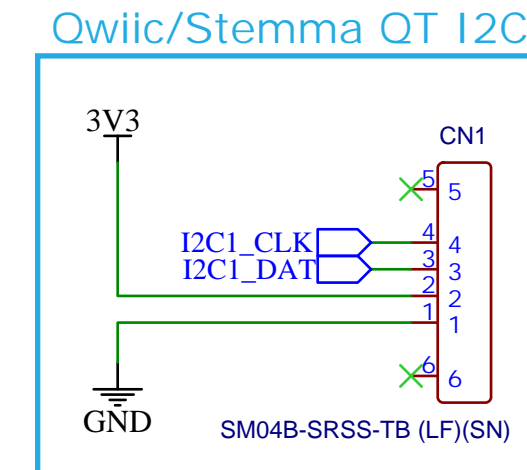 Qwiic/Stemma QT I2C
3V3
CN1
5 5
I2C1_CLK 4 4
I2C1_DAT 3 3
2 2
1 1
6 6
GND
SM04B-SRSS-TB (LF)(SN)